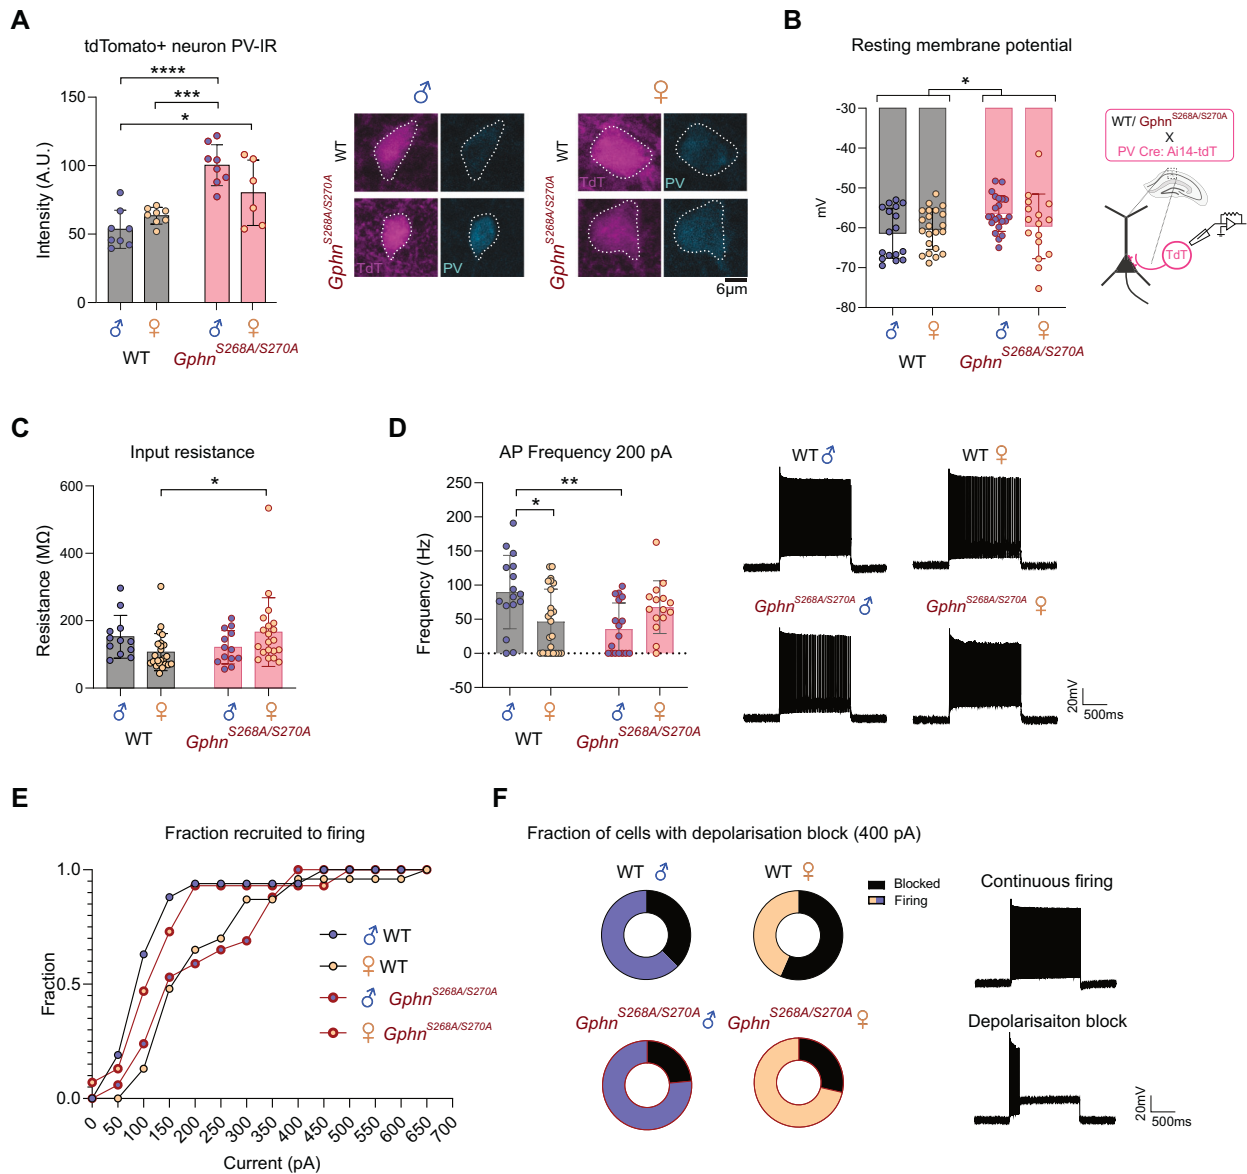 A
tdTomato+ neuron PV-IR
****
***
*
Intensity (A.U.)
150
100
50
0
♂ ♀ ♂ ♀
WT Gphn S268A/S270A
♂ ♀
WT
Gphn S268A/S270A
TdT
PV
WT
Gphn S268A/S270A
TdT PV
6μm
B
Resting membrane potential
*
mV
-30
-40
-50
-60
-70
-80
♂ ♀ ♂ ♀
WT Gphn S268A/S270A
WT/ Gphn S268A/S270A
X
PV Cre: Ai14-tdT
TdT
C
Input resistance
*
Resistance (MΩ)
600
400
200
0
♂ ♀ ♂ ♀
WT Gphn S268A/S270A
D
AP Frequency 200 pA
**
*
Frequency (Hz)
250
200
150
100
50
0
-50
♂ ♀ ♂ ♀
WT Gphn S268A/S270A
WT ♂ WT ♀
Gphn S268A/S270A ♂ Gphn S268A/S270A ♀
20mV
500ms
E
Fraction recruited to firing
Fraction
1.0
0.5
0.0
0 50 100 150 200 250 300 350 400 450 500 550 600 650 700
Current (pA)
♂ WT
♀ WT
♂ Gphn S268A/S270A
♀ Gphn S268A/S270A
F
Fraction of cells with depolarisation block (400 pA)
WT ♂ WT ♀
Blocked
Firing
Gphn S268A/S270A ♂ Gphn S268A/S270A ♀
Continuous firing
Depolarisaiton block
20mV
500ms